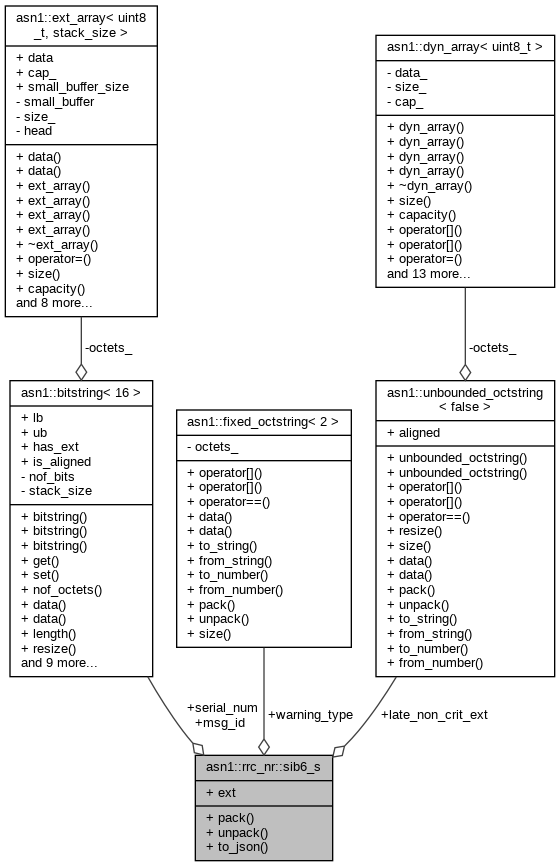 asn1::ext_array< uint8
_t, stack_size >
+ data
+ cap_
+ small_buffer_size
- small_buffer
- size_
- head
+ data()
+ data()
+ ext_array()
+ ext_array()
+ ext_array()
+ ext_array()
+ ~ext_array()
+ operator=()
+ size()
+ capacity()
and 8 more...
asn1::dyn_array< uint8_t >
- data_
- size_
- cap_
+ dyn_array()
+ dyn_array()
+ dyn_array()
+ dyn_array()
+ ~dyn_array()
+ size()
+ capacity()
+ operator[]()
+ operator[]()
+ operator=()
and 13 more...
-octets_
-octets_
asn1::bitstring< 16 >
+ lb
+ ub
+ has_ext
+ is_aligned
- nof_bits
- stack_size
+ bitstring()
+ bitstring()
+ bitstring()
+ get()
+ set()
+ nof_octets()
+ data()
+ data()
+ length()
+ resize()
and 9 more...
asn1::fixed_octstring< 2 >
- octets_
+ operator[]()
+ operator[]()
+ operator==()
+ data()
+ data()
+ to_string()
+ from_string()
+ to_number()
+ from_number()
+ pack()
+ unpack()
+ size()
asn1::unbounded_octstring
< false >
+ aligned
+ unbounded_octstring()
+ unbounded_octstring()
+ operator[]()
+ operator[]()
+ operator==()
+ resize()
+ size()
+ data()
+ data()
+ pack()
+ unpack()
+ to_string()
+ from_string()
+ to_number()
+ from_number()
+serial_num
+msg_id
+warning_type
+late_non_crit_ext
asn1::rrc_nr::sib6_s
+ ext
+ pack()
+ unpack()
+ to_json()